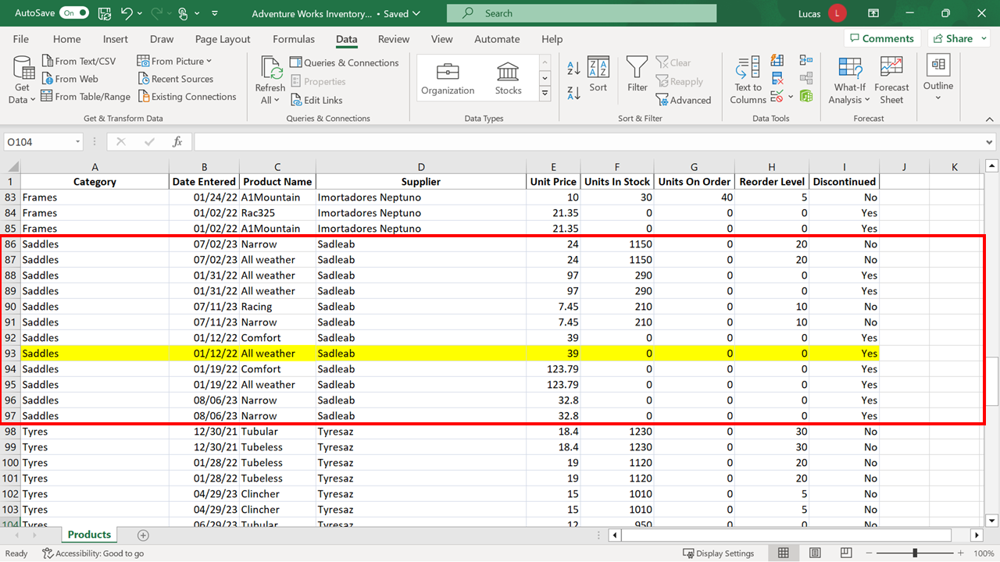 AutoSave On Adventure Works Inventory... • Saved Search Lucas L
File Home Insert Draw Page Layout Formulas Data Review View Automate Help Comments Share
Get Data
From Text/CSV From Picture
From Web Recent Sources
From Table/Range Existing Connections
Get & Transform Data
Refresh All
Queries & Connections
Properties
Edit Links
Queries & Connections
Organization Stocks
Data Types
Sort
Filter
Clear
Reapply
Advanced
Sort & Filter
Text to Columns
Data Tools
What-If Analysis
Forecast Sheet
Forecast
Outline
O104 fx
A B C D E F G H I J K
1 Category Date Entered Product Name Supplier Unit Price Units In Stock Units On Order Reorder Level Discontinued
83 Frames 01/24/22 A1Mountain Imortadores Neptuno 10 30 40 5 No
84 Frames 01/02/22 Rac325 Imortadores Neptuno 21.35 0 0 0 Yes
85 Frames 01/02/22 A1Mountain Imortadores Neptuno 21.35 0 0 0 Yes
86 Saddles 07/02/23 Narrow Sadleab 24 1150 0 20 No
87 Saddles 07/02/23 All weather Sadleab 24 1150 0 20 No
88 Saddles 01/31/22 All weather Sadleab 97 290 0 0 Yes
89 Saddles 01/31/22 All weather Sadleab 97 290 0 0 Yes
90 Saddles 07/11/23 Racing Sadleab 7.45 210 0 10 No
91 Saddles 07/11/23 Narrow Sadleab 7.45 210 0 10 No
92 Saddles 01/12/22 Comfort Sadleab 39 0 0 0 Yes
93 Saddles 01/12/22 All weather Sadleab 39 0 0 0 Yes
94 Saddles 01/19/22 Comfort Sadleab 123.79 0 0 0 Yes
95 Saddles 01/19/22 All weather Sadleab 123.79 0 0 0 Yes
96 Saddles 08/06/23 Narrow Sadleab 32.8 0 0 0 Yes
97 Saddles 08/06/23 Narrow Sadleab 32.8 0 0 0 Yes
98 Tyres 12/30/21 Tubular Tyresaz 18.4 1230 0 30 No
99 Tyres 12/30/21 Tubeless Tyresaz 18.4 1230 0 30 No
100 Tyres 01/28/22 Tubeless Tyresaz 19 1120 0 20 No
101 Tyres 01/28/22 Tubeless Tyresaz 19 1120 0 20 No
102 Tyres 04/29/23 Clincher Tyresaz 15 1010 0 5 No
103 Tyres 04/29/23 Clincher Tyresaz 15 1010 0 5 No
104 Tyres 06/29/23 Tubular Tyresaz 12 950 0 0 No
Products
Ready Accessibility: Good to go Display Settings 100%